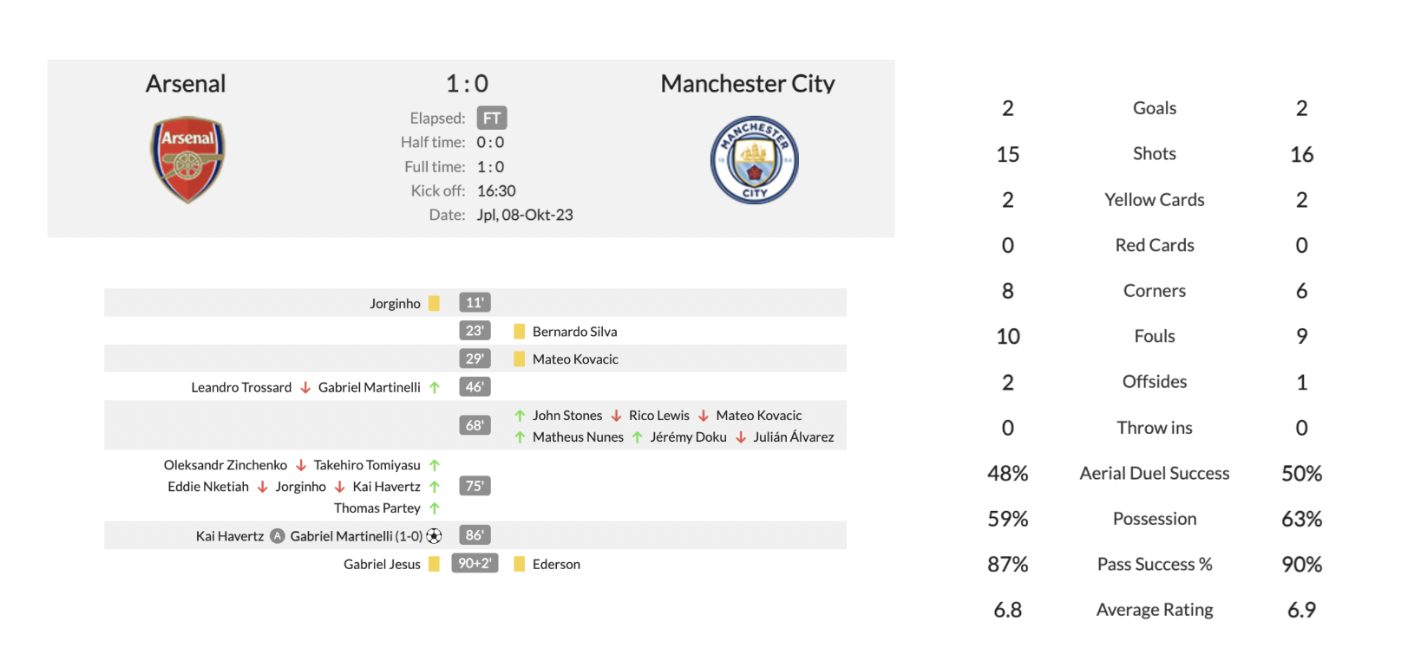 Arsenal 1 : 0 Manchester City
Arsenal
MANCHESTER
18 94
CITY
Elapsed: FT
Half time: 0 : 0
Full time: 1 : 0
Kick off: 16:30
Date: Jpl, 08-Okt-23
Jorginho 11'
23' Bernardo Silva
29' Mateo Kovacic
Leandro Trossard ↓ Gabriel Martinelli ↑ 46'
↑ John Stones ↓ Rico Lewis ↓ Mateo Kovacic
68'
↑ Matheus Nunes ↑ Jérémy Doku ↓ Julián Álvarez
Oleksandr Zinchenko ↓ Takehiro Tomiyasu ↑
Eddie Nketiah ↓ Jorginho ↓ Kai Havertz ↑ 75'
Thomas Partey ↑
Kai Havertz A Gabriel Martinelli (1-0) 86'
Gabriel Jesus 90+2' Ederson
2 Goals 2
15 Shots 16
2 Yellow Cards 2
0 Red Cards 0
8 Corners 6
10 Fouls 9
2 Offsides 1
0 Throw ins 0
48% Aerial Duel Success 50%
59% Possession 63%
87% Pass Success % 90%
6.8 Average Rating 6.9